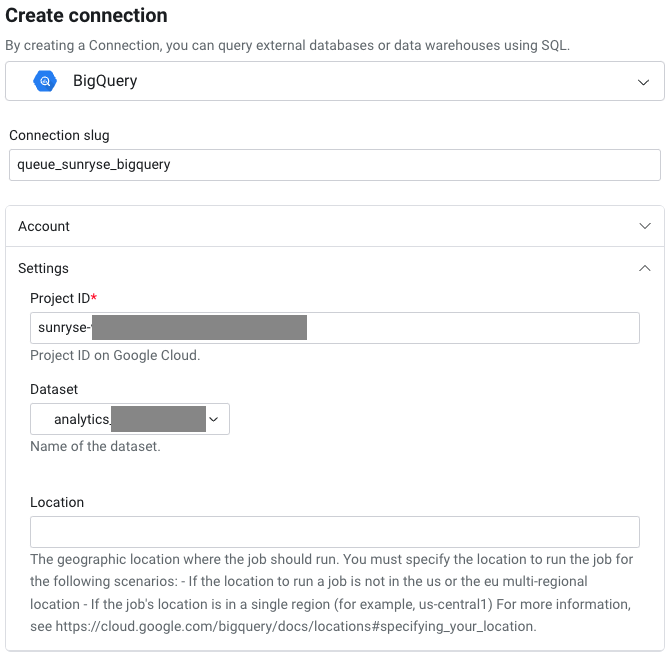 Create connection
By creating a Connection, you can query external databases or data warehouses using SQL.
BigQuery
Connection slug
queue_sunryse_bigquery
Account
Settings
Project ID*
sunryse-
Project ID on Google Cloud.
Dataset
analytics_
Name of the dataset.
Location
The geographic location where the job should run. You must specify the location to run the job for
the following scenarios: - If the location to run a job is not in the us or the eu multi-regional
location - If the job's location is in a single region (for example, us-central1) For more information,
see https://cloud.google.com/bigquery/docs/locations#specifying_your_location.